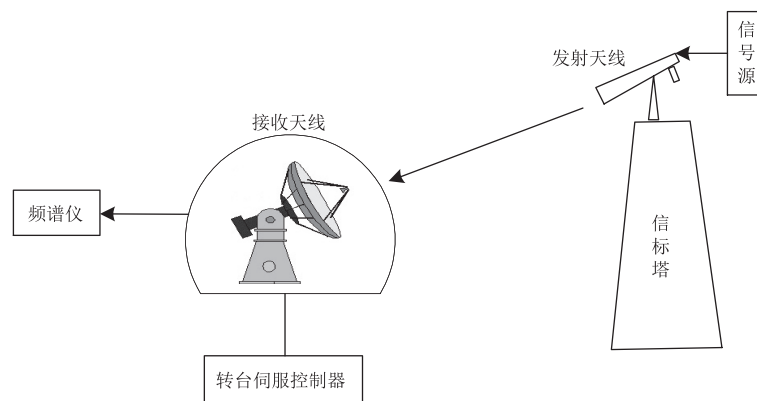 信号源
发射天线
接收天线
频谱仪
信标塔
转台伺服控制器